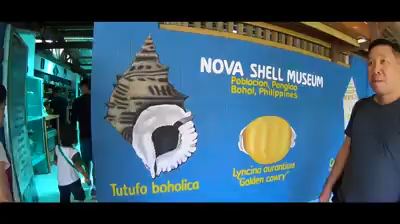 NOVA SHELL MUSEUM
Poblacion, Panglao
Bohol, Philippines
Tutufa boholica
Lyncina aurantium
"Golden cowry"